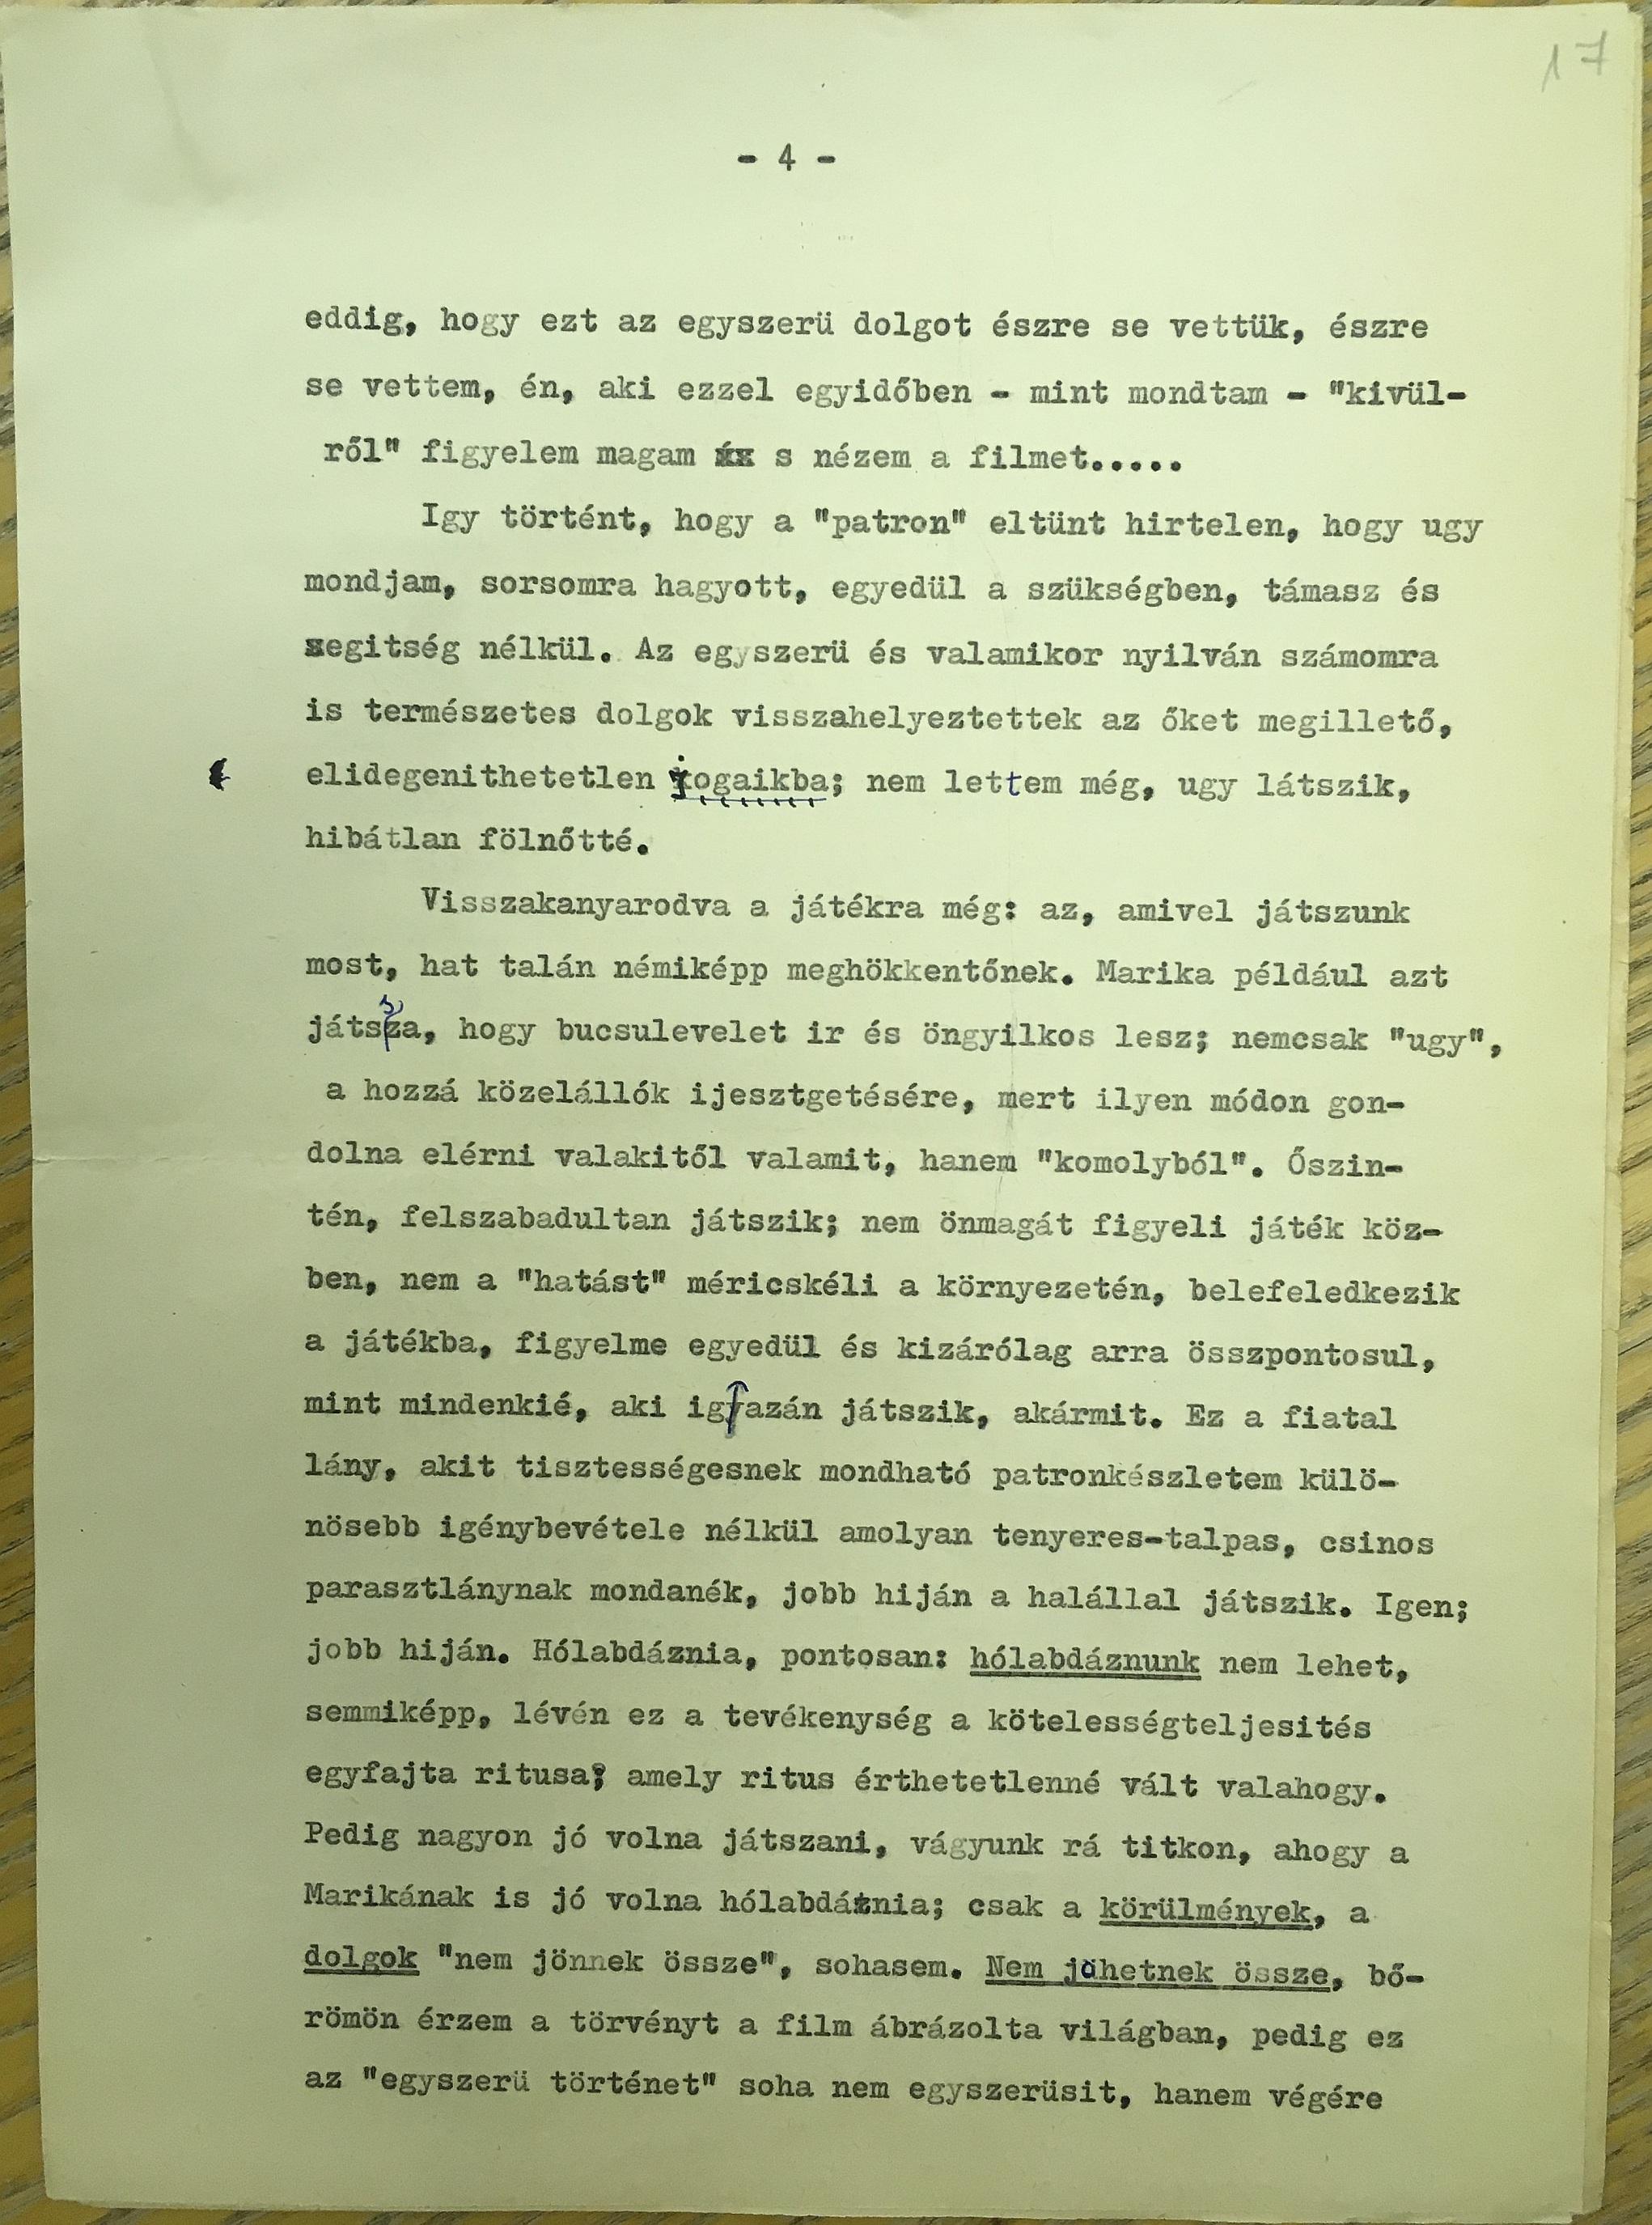 17
- 4 -
eddig, hogy ezt az egyszerü dolgot észre se vettük, észre
se vettem, én, aki ezzel egyidőben - mint mondtam - "kivül-
ről" figyelem magam s nézem a filmet.....
Igy történt, hogy a "patron" eltünt hirtelen, hogy ugy
mondjam, sorsomra hagyott, egyedül a szükségben, támasz és
segitség nélkül. Az egyszerü és valamikor nyilván számomra
is természetes dolgok visszahelyeztettek az őket megillető,
elidegenithetetlen jogaikba; nem lettem még, ugy látszik,
hibátlan fölnőtté.
Visszakanyarodva a játékra még: az, amivel játszunk
most, hat talán némiképp meghökkentőnek. Marika például azt
játsza, hogy bucsulevelet ir és öngyilkos lesz; nemcsak "ugy",
a hozzá közelállók ijesztgetésére, mert ilyen módon gon-
dolna elérni valakitől valamit, hanem "komolyból". Őszin-
tén, felszabadultan játszik; nem önmagát figyeli játék köz-
ben, nem a "hatást" méricskéli a környezetén, belefeledkezik
a játékba, figyelme egyedül és kizárólag arra összpontosul,
mint mindenkié, aki igazán játszik, akármit. Ez a fiatal
lány, akit tisztességesnek mondható patronkészletem külö-
nösebb igénybevétele nélkül amolyan tenyeres-talpas, csinos
parasztlánynak mondanék, jobb hiján a halállal játszik. Igen;
jobb hiján. Hólabdáznia, pontosan: hólabdáznunk nem lehet,
semmiképp, lévén ez a tevékenység a kötelességteljesités
egyfajta ritusa; amely ritus érthetetlenné vált valahogy.
Pedig nagyon jó volna játszani, vágyunk rá titkon, ahogy a
Marikának is jó volna hólabdáznia; csak a körülmények, a
dolgok "nem jönnek össze", sohasem. Nem jöhetnek össze, bő-
römön érzem a törvényt a film ábrázolta világban, pedig ez
az "egyszerü történet" soha nem egyszerüsit, hanem végére